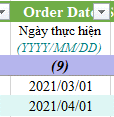 Order Date
Ngày thực hiện
(YYYY/MM/DD)
(9)
2021/03/01
2021/04/01